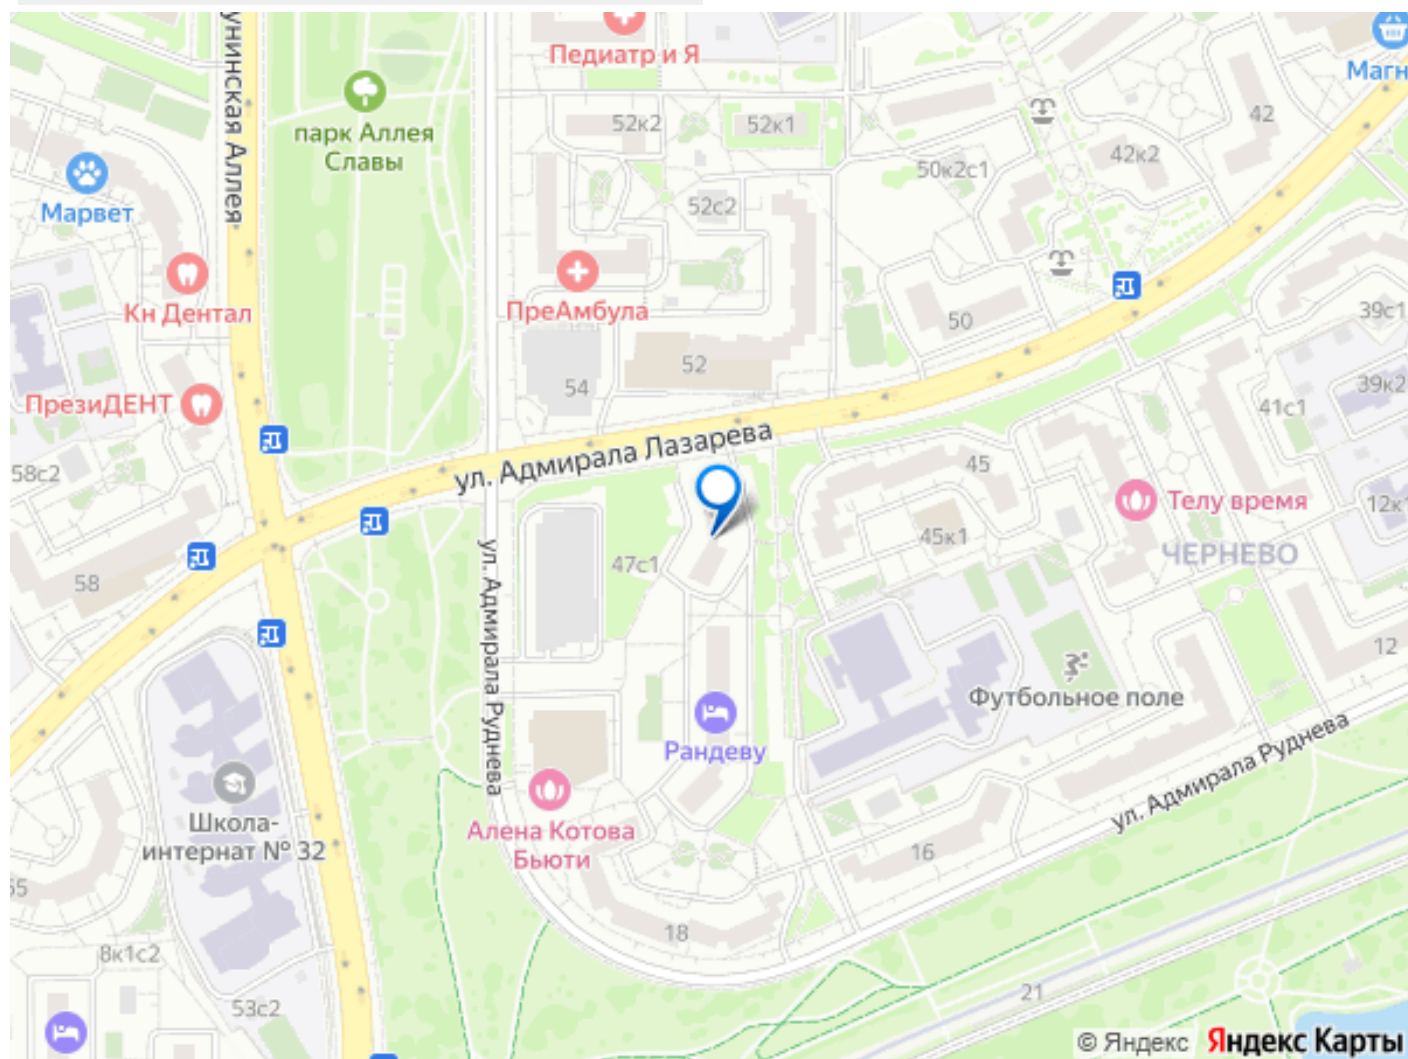 Педиатр и Я
Магн
унинская Аллея
парк Аллея
Славы
52к2
52к1
42
42к2
50к2с1
Марвет
52с2
Кн Дентал
ПреАмбула
50
39с1
52
54
39к2
ПрезиДЕНТ
41с1
ул. Адмирала Лазарева
58с2
45
Телу время
12к1
45к1
ЧЕРНЕВО
47с1
58
ул. Адмирала Руднева
12
Футбольное поле
Рандеву
ул. Адмирала Руднева
Школа-
интернат № 32
Алена Котова
Бьюти
16
18
8к1с2
53с2
21
© Яндекс Яндекс Карты